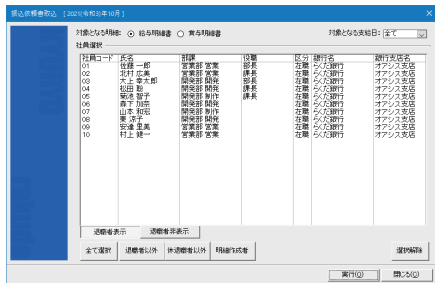 振込依頼書取込 [2021(令和3)年10月]
対象となる明細: 給与明細書 賞与明細書 対象となる支給日: 全て
社員選択
社員コード 氏名 部課 役職 区分 銀行名 銀行支店名
01 佐藤 一郎 営業部 営業 部長 在職 らくだ銀行 オアシス支店
02 北村 広美 営業部 営業 課長 在職 らくだ銀行 オアシス支店
03 大上 幸太郎 開発部 開発 部長 在職 らくだ銀行 オアシス支店
04 松田 聡 開発部 開発 課長 在職 らくだ銀行 オアシス支店
05 菊池 智子 開発部 制作 課長 在職 らくだ銀行 オアシス支店
06 森下 加奈 開発部 開発 在職 らくだ銀行 オアシス支店
07 山本 和宏 開発部 制作 在職 らくだ銀行 オアシス支店
08 東 涼子 開発部 開発 在職 らくだ銀行 オアシス支店
09 安達 里美 営業部 営業 在職 らくだ銀行 オアシス支店
10 村上 健一 営業部 営業 在職 らくだ銀行 オアシス支店
退職者表示 退職者非表示
全て選択 退職者以外 休退職者以外 明細作成者 選択解除
実行(O) 閉じる(C)